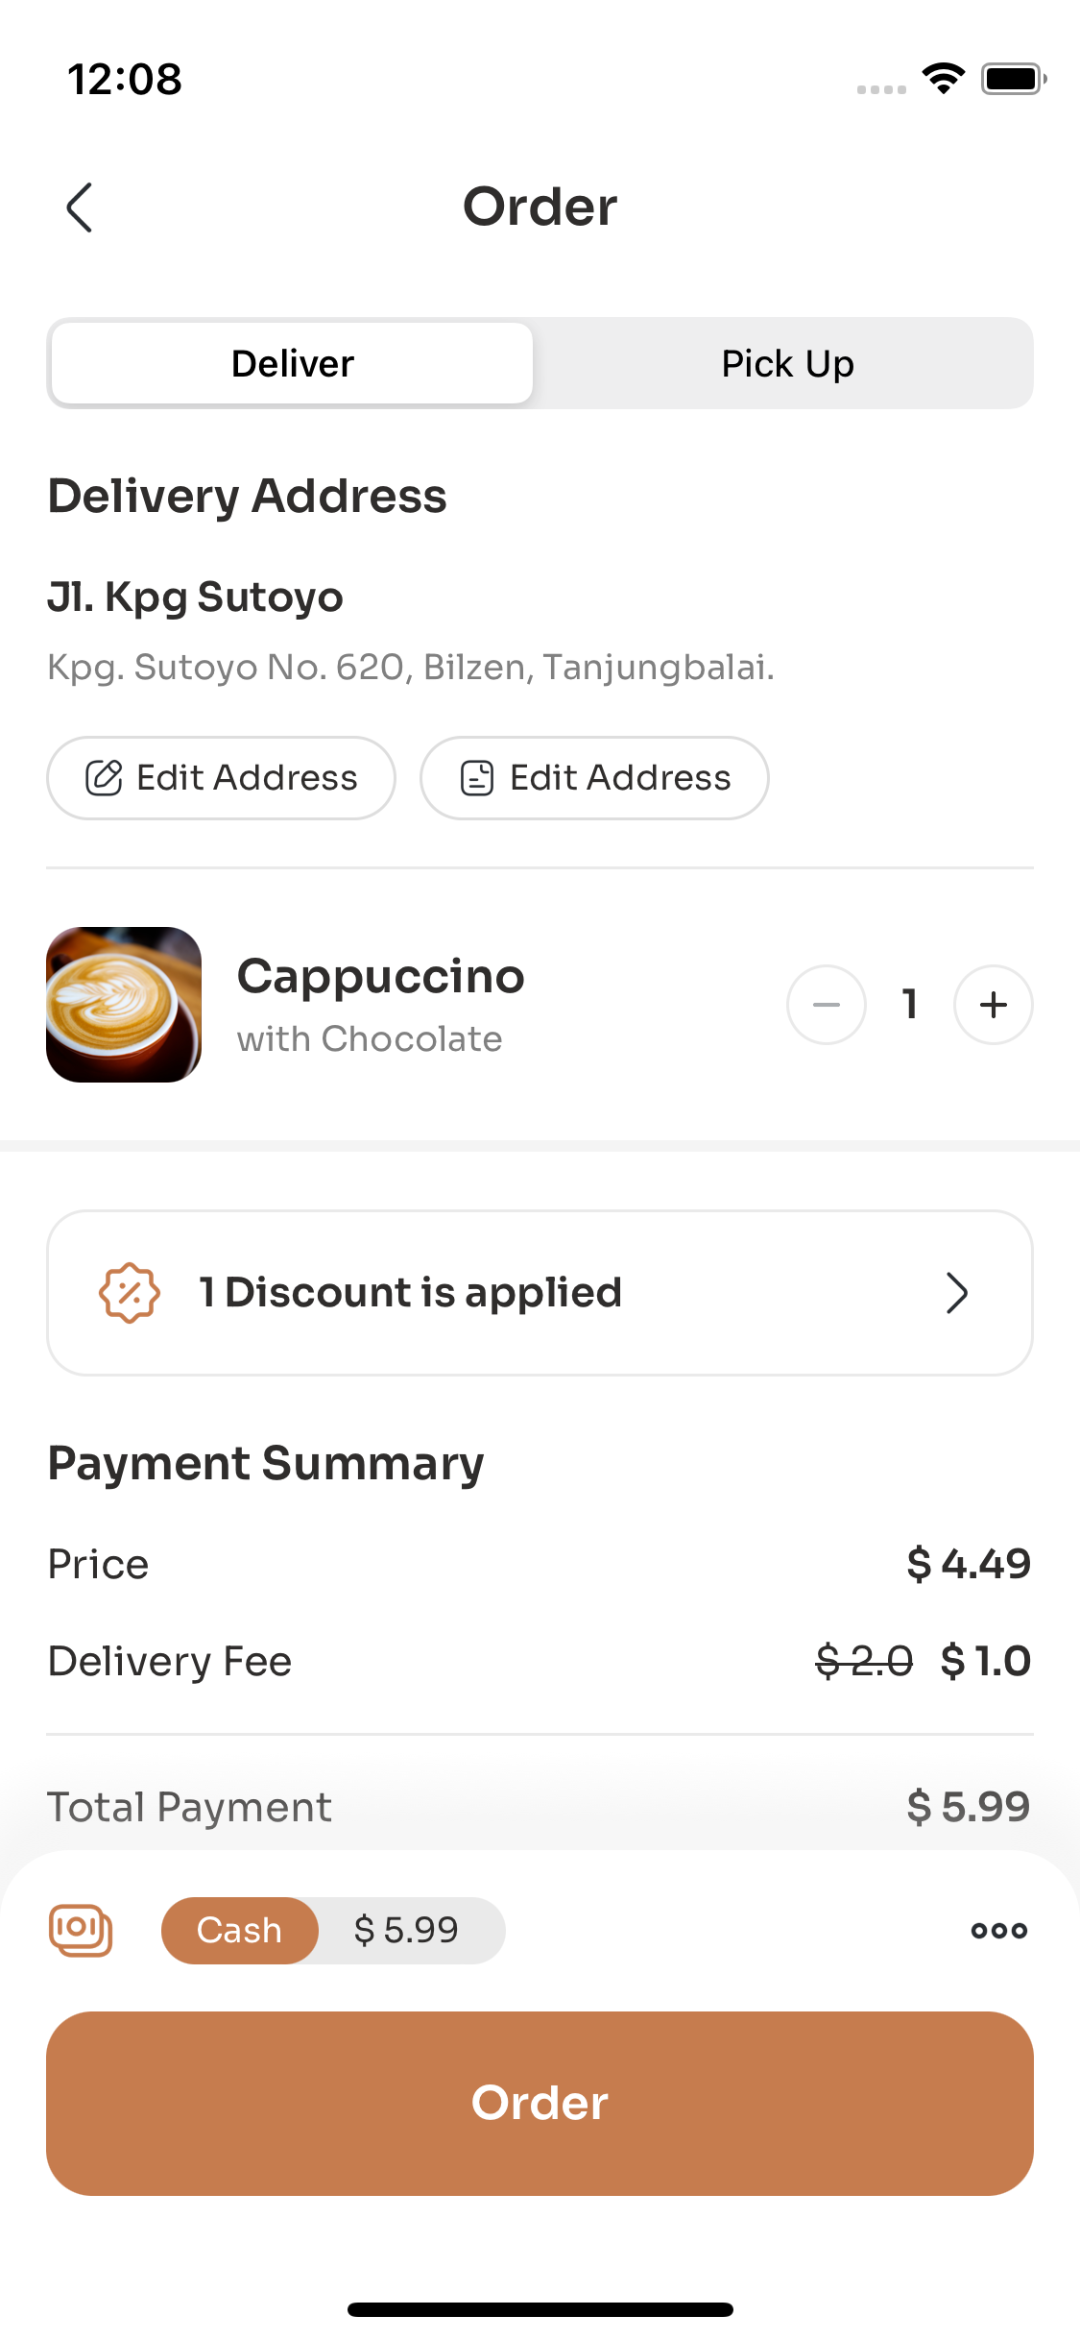 12:08
Order
Deliver
Pick Up
Delivery Address
Jl. Kpg Sutoyo
Kpg. Sutoyo No. 620, Bilzen, Tanjungbalai.
Edit Address
Edit Address
Cappuccino
with Chocolate
1
1 Discount is applied
Payment Summary
Price $ 4.49
Delivery Fee $ 2.0 $ 1.0
Total Payment $ 5.99
Cash $ 5.99
Order